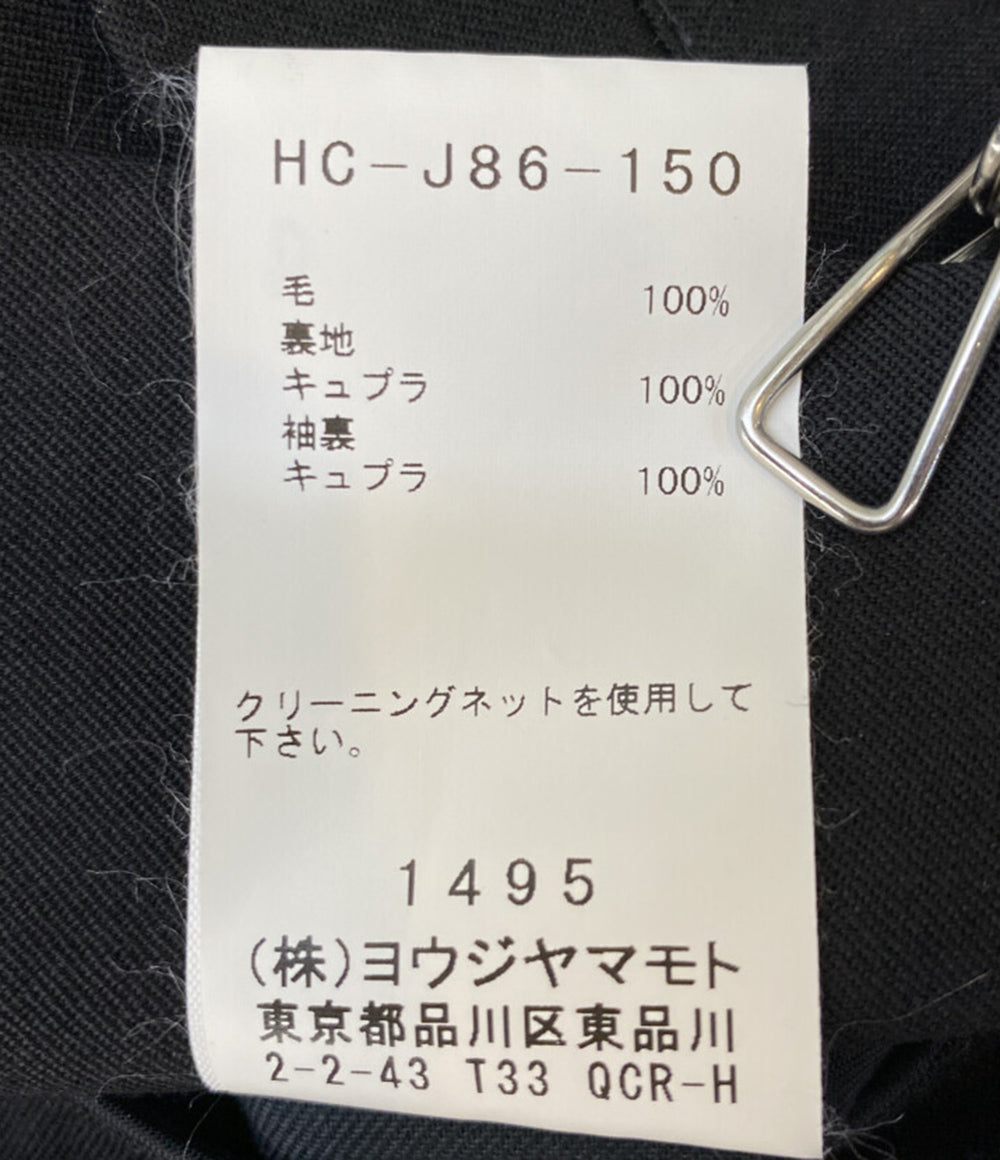 HC-J86-150
毛 100%
裏地
キュプラ 100%
袖裏
キュプラ 100%
クリーニングネットを使用して
下さい。
1495
(株)ヨウジヤマモト
東京都品川区東品川
2-2-43 T33 QCR-H